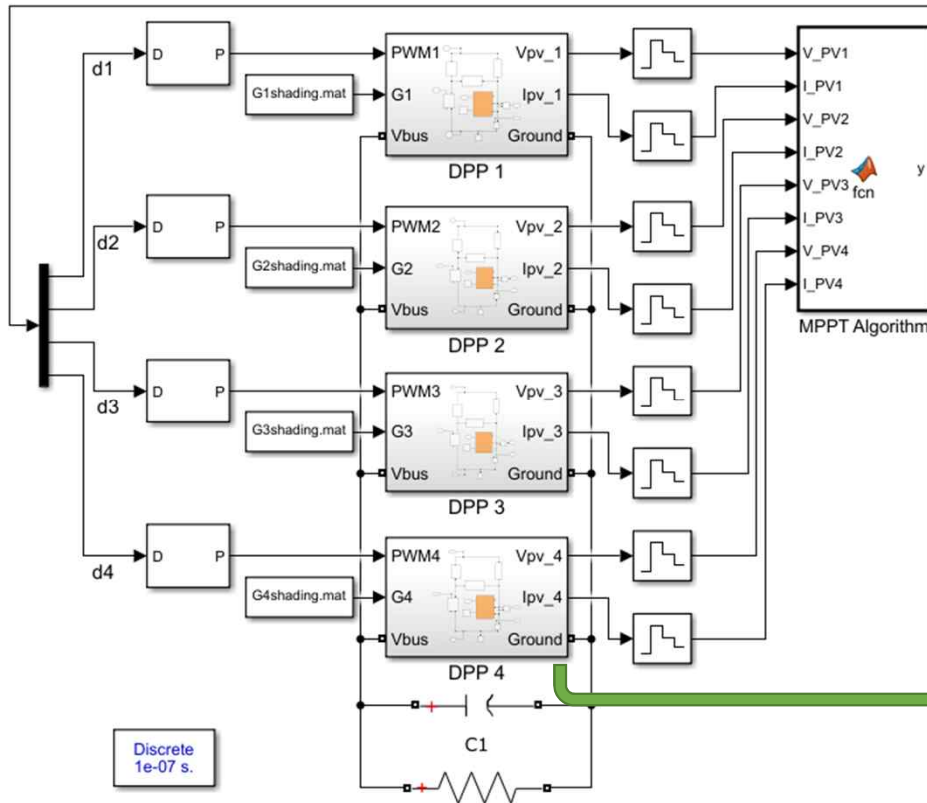 d1
D P
G1shading.mat
PWM1 Vpv_1
G1 Ipv_1
Vbus Ground
DPP 1
d2
D P
G2shading.mat
PWM2 Vpv_2
G2 Ipv_2
Vbus Ground
DPP 2
d3
D P
G3shading.mat
PWM3 Vpv_3
G3 Ipv_3
Vbus Ground
DPP 3
d4
D P
G4shading.mat
PWM4 Vpv_4
G4 Ipv_4
Vbus Ground
DPP 4
V_PV1
I_PV1
V_PV2
I_PV2
V_PV3
I_PV3
V_PV4
I_PV4
fcn
y
MPPT Algorithm
+
C1
+
Discrete
1e-07 s.